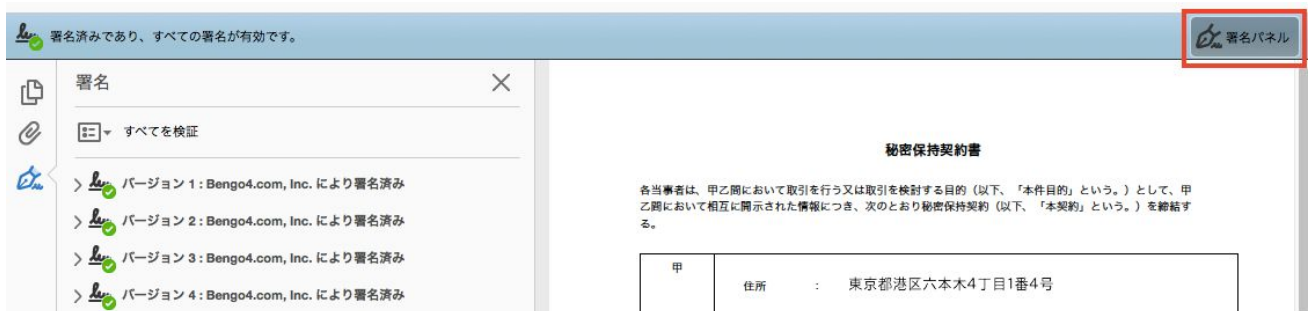 署名済みであり、すべての署名が有効です。
署名パネル
署名
すべてを検証
バージョン 1 : Bengo4.com, Inc. により署名済み
バージョン 2 : Bengo4.com, Inc. により署名済み
バージョン 3 : Bengo4.com, Inc. により署名済み
バージョン 4 : Bengo4.com, Inc. により署名済み
秘密保持契約書
各当事者は、甲乙間において取引を行う又は取引を検討する目的（以下、「本件目的」という。）として、甲
乙間において相互に開示された情報につき、次のとおり秘密保持契約（以下、「本契約」という。）を締結す
る。
甲
住所 : 東京都港区六本木4丁目1番4号